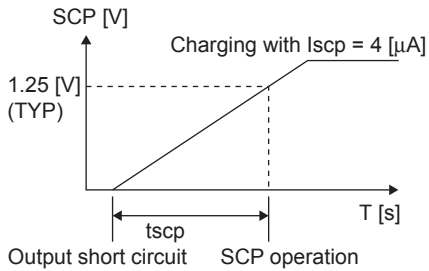 SCP [V]
Charging with Iscp = 4 [μA]
1.25 [V]
(TYP)
T [s]
tscp
Output short circuit
SCP operation